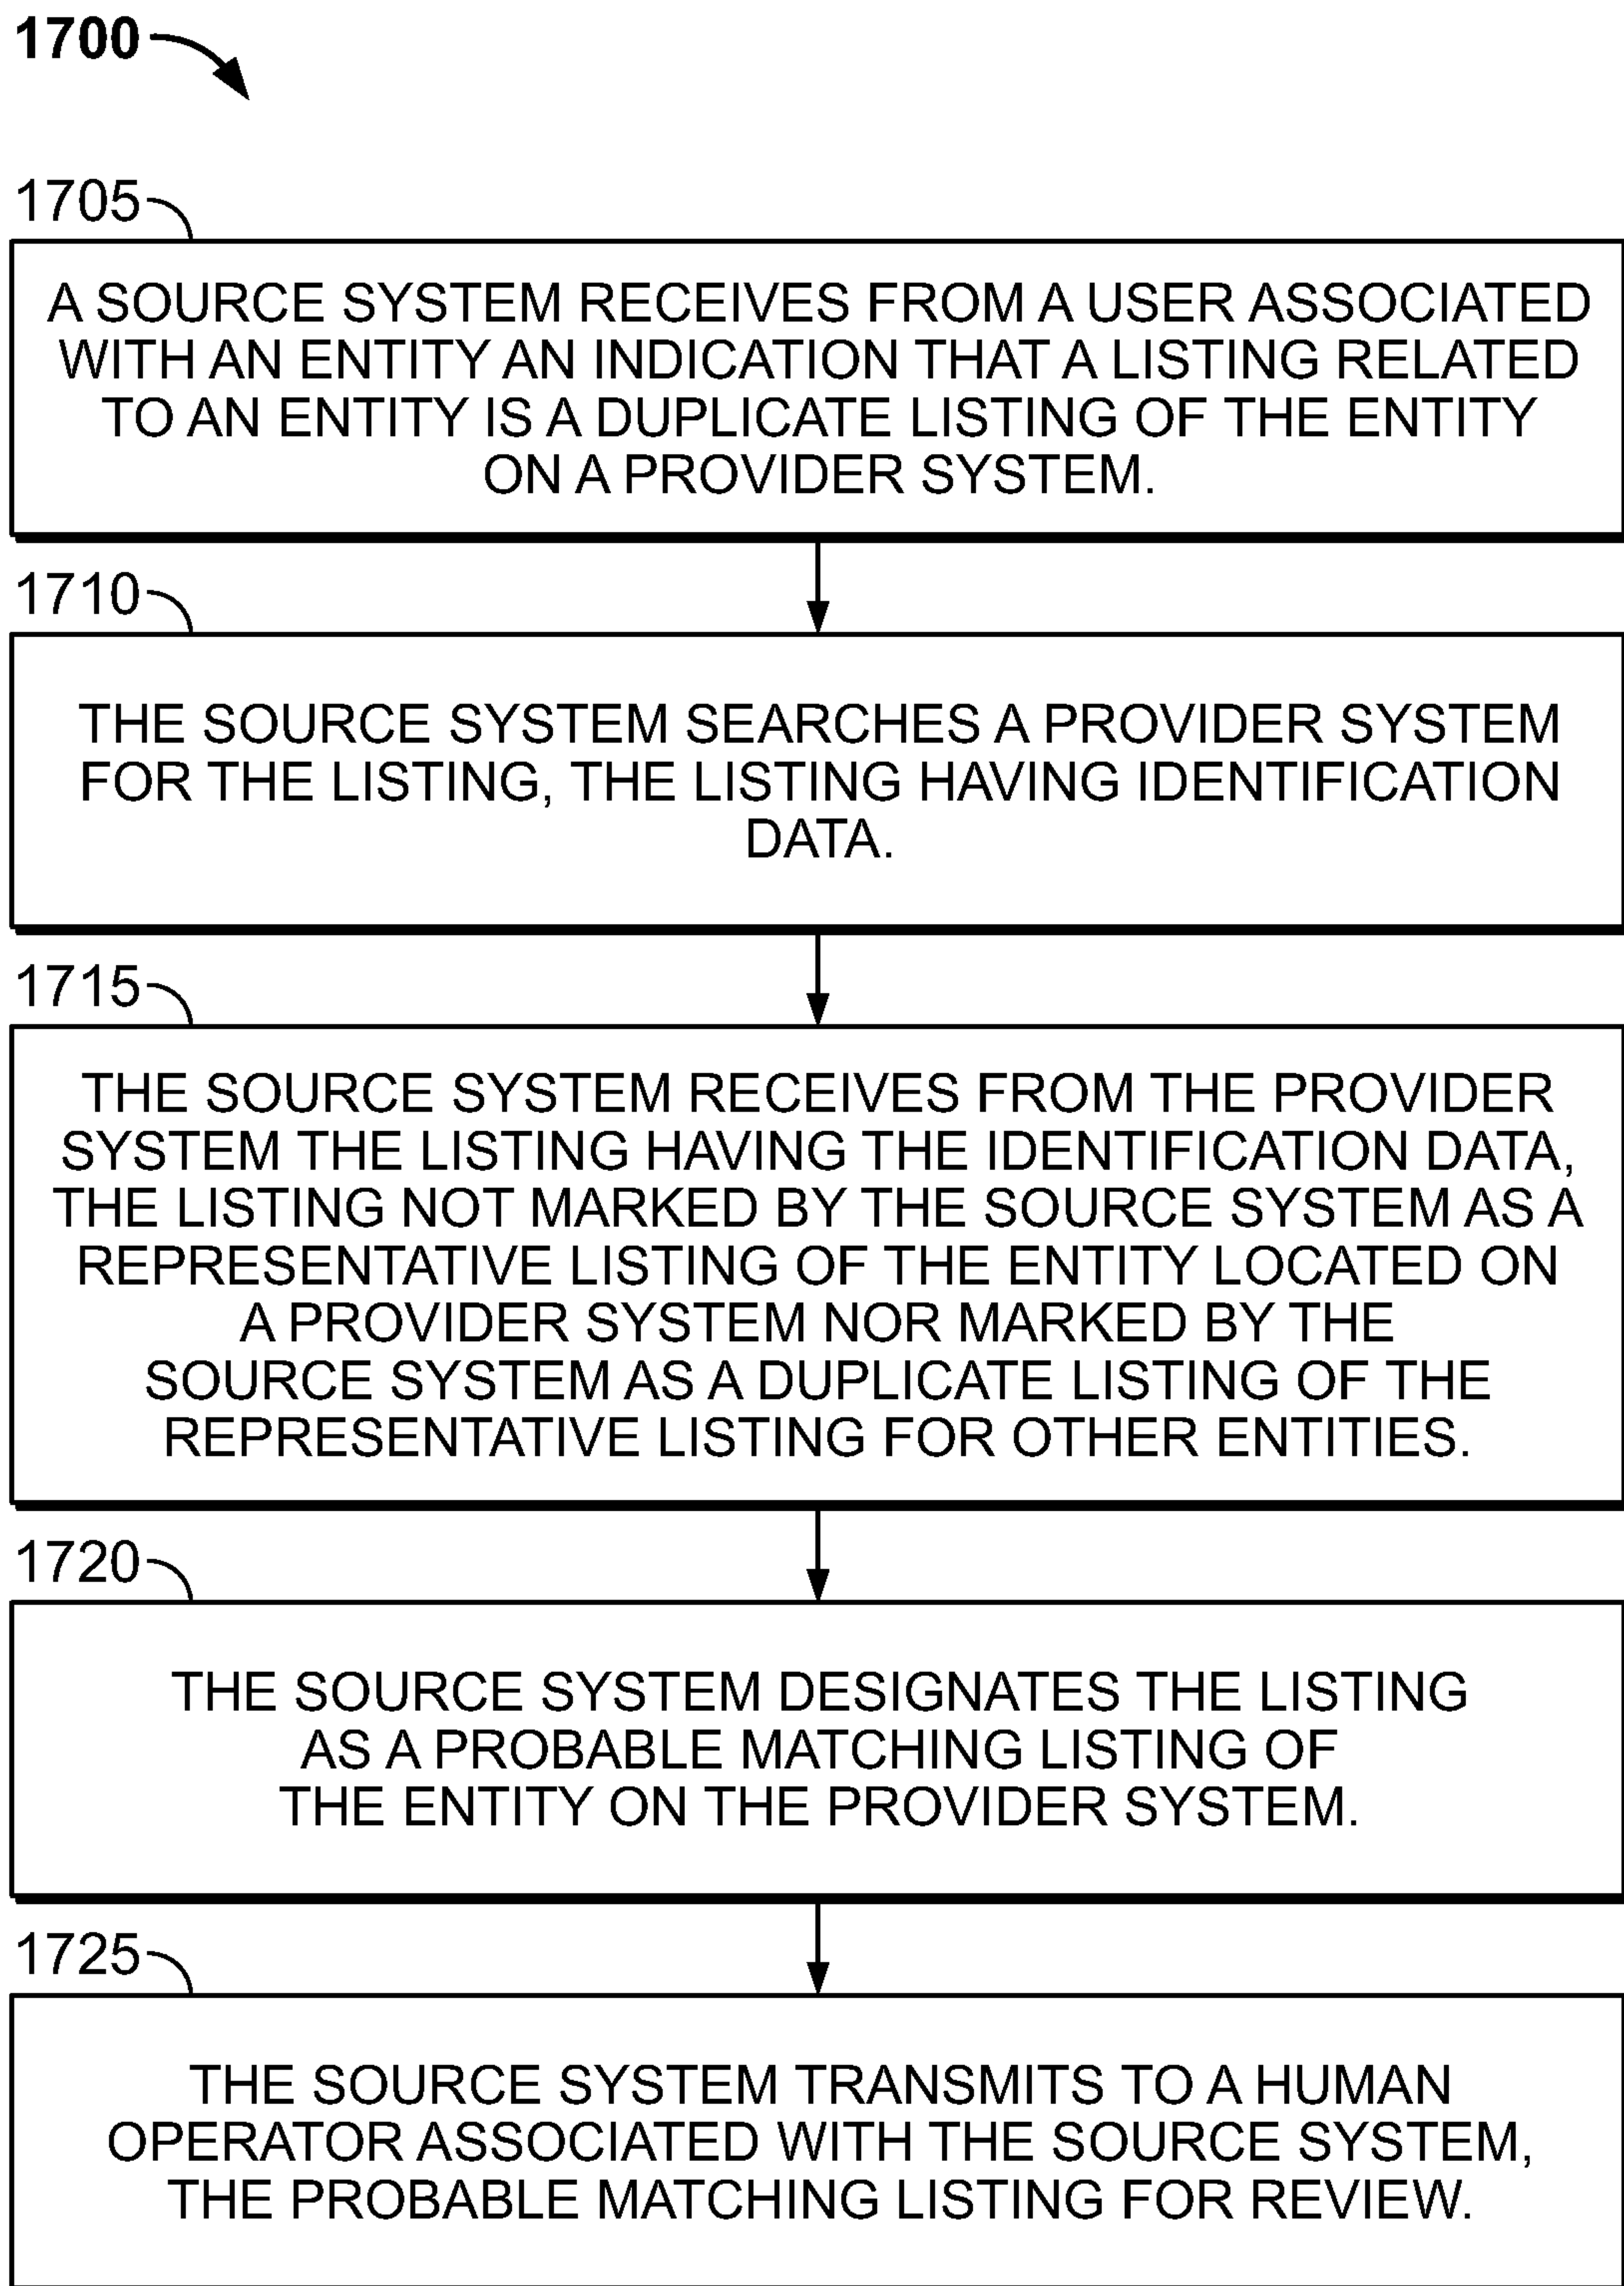 1700
1705
A SOURCE SYSTEM RECEIVES FROM A USER ASSOCIATED
WITH AN ENTITY AN INDICATION THAT A LISTING RELATED
TO AN ENTITY IS A DUPLICATE LISTING OF THE ENTITY
ON A PROVIDER SYSTEM.
1710
THE SOURCE SYSTEM SEARCHES A PROVIDER SYSTEM
FOR THE LISTING, THE LISTING HAVING IDENTIFICATION
DATA.
1715
THE SOURCE SYSTEM RECEIVES FROM THE PROVIDER
SYSTEM THE LISTING HAVING THE IDENTIFICATION DATA,
THE LISTING NOT MARKED BY THE SOURCE SYSTEM AS A
REPRESENTATIVE LISTING OF THE ENTITY LOCATED ON
A PROVIDER SYSTEM NOR MARKED BY THE
SOURCE SYSTEM AS A DUPLICATE LISTING OF THE
REPRESENTATIVE LISTING FOR OTHER ENTITIES.
1720
THE SOURCE SYSTEM DESIGNATES THE LISTING
AS A PROBABLE MATCHING LISTING OF
THE ENTITY ON THE PROVIDER SYSTEM.
1725
THE SOURCE SYSTEM TRANSMITS TO A HUMAN
OPERATOR ASSOCIATED WITH THE SOURCE SYSTEM,
THE PROBABLE MATCHING LISTING FOR REVIEW.